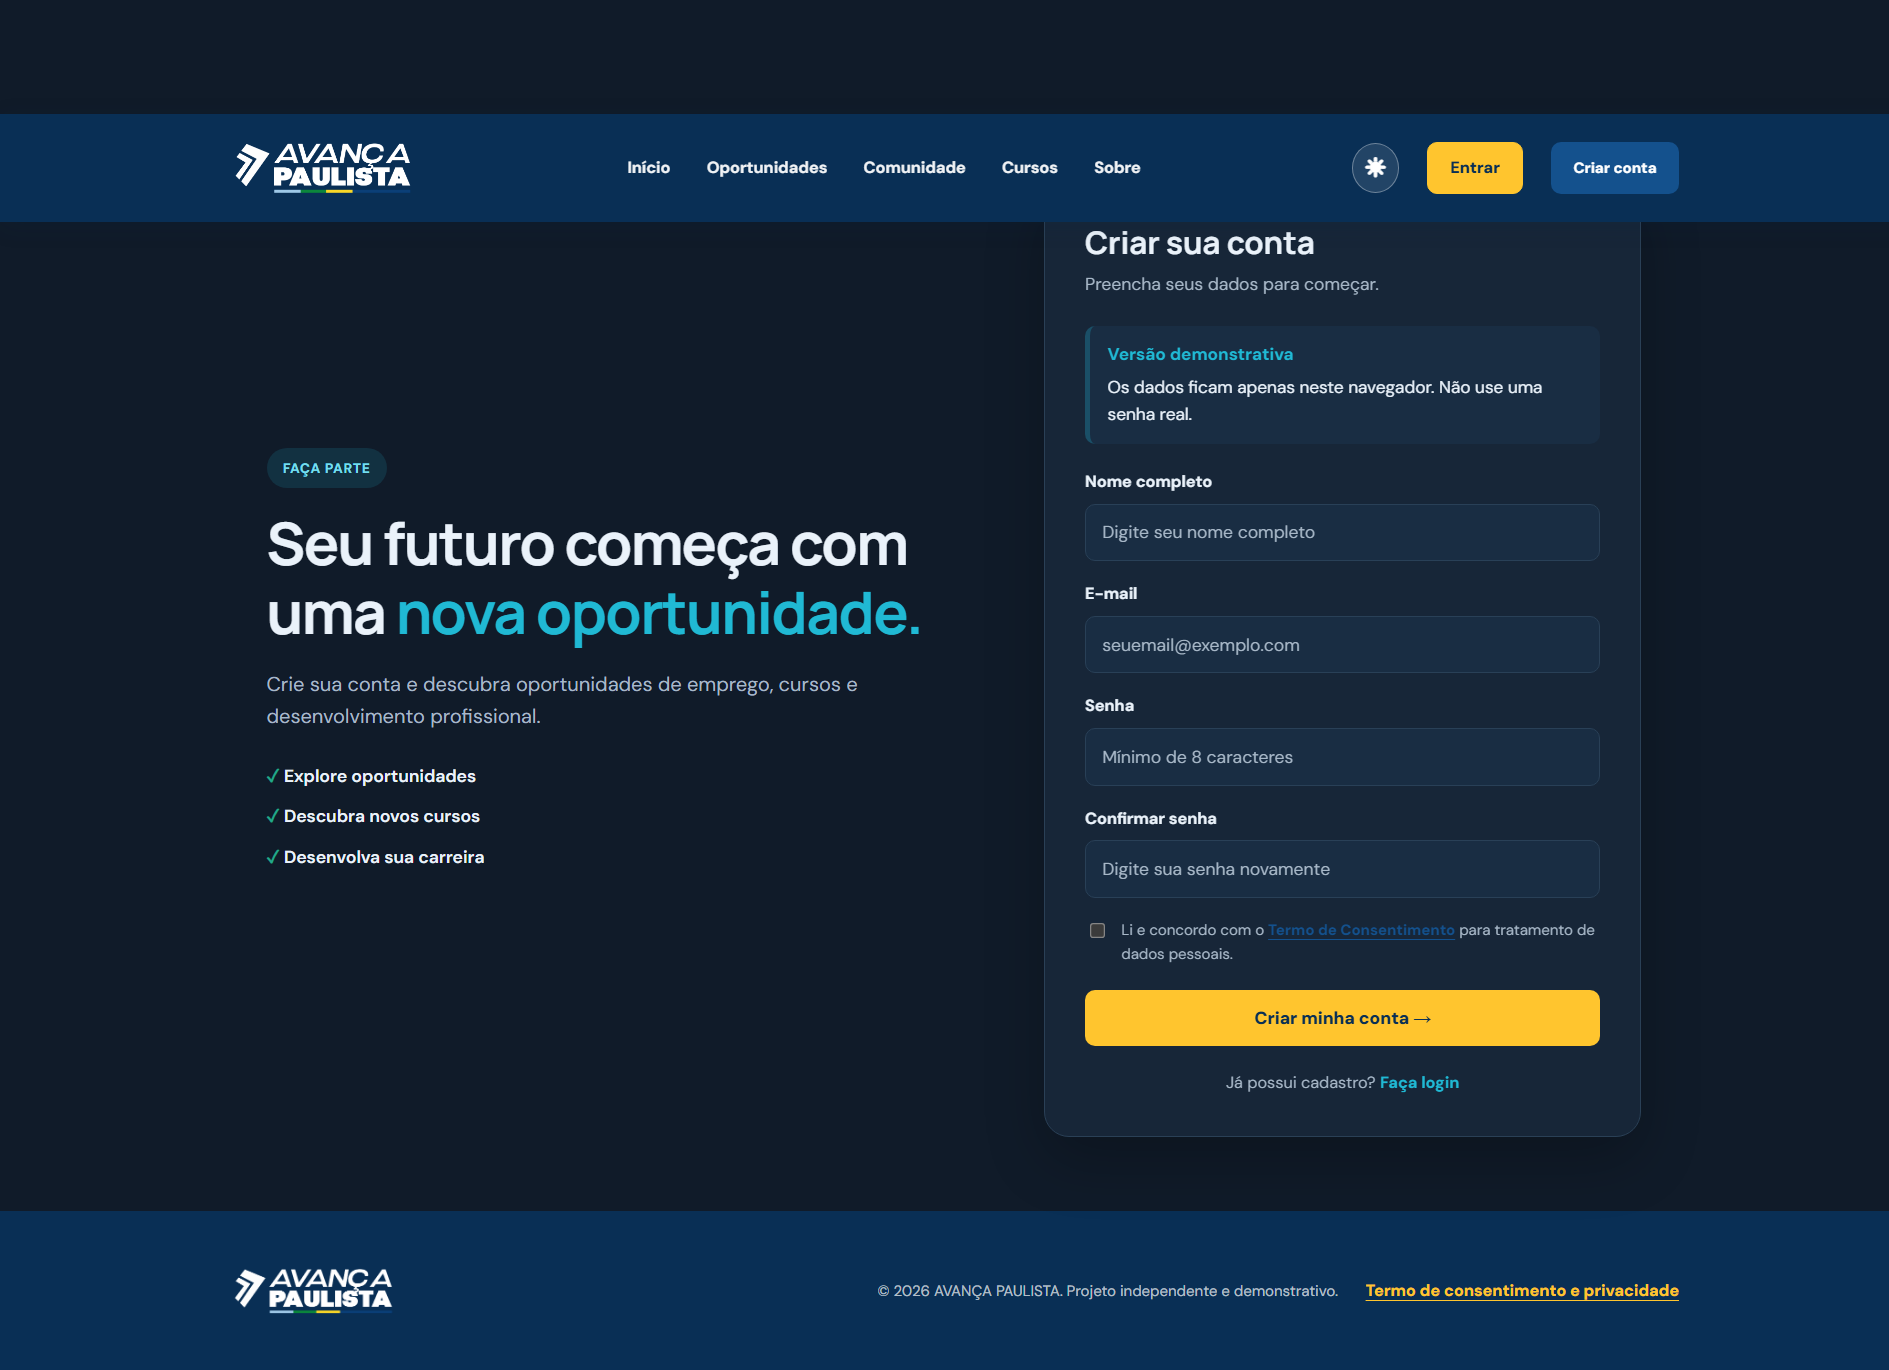 AVANÇA
PAULISTA
Início
Oportunidades
Comunidade
Cursos
Sobre
Entrar
Criar conta
FAÇA PARTE
Seu futuro começa com
uma nova oportunidade.
Crie sua conta e descubra oportunidades de emprego, cursos e
desenvolvimento profissional.
✓ Explore oportunidades
✓ Descubra novos cursos
✓ Desenvolva sua carreira
Criar sua conta
Preencha seus dados para começar.
Versão demonstrativa
Os dados ficam apenas neste navegador. Não use uma
senha real.
Nome completo
Digite seu nome completo
E-mail
seuemail@exemplo.com
Senha
Mínimo de 8 caracteres
Confirmar senha
Digite sua senha novamente
Li e concordo com o Termo de Consentimento para tratamento de
dados pessoais.
Criar minha conta →
Já possui cadastro? Faça login
AVANÇA
PAULISTA
© 2026 AVANÇA PAULISTA. Projeto independente e demonstrativo.
Termo de consentimento e privacidade